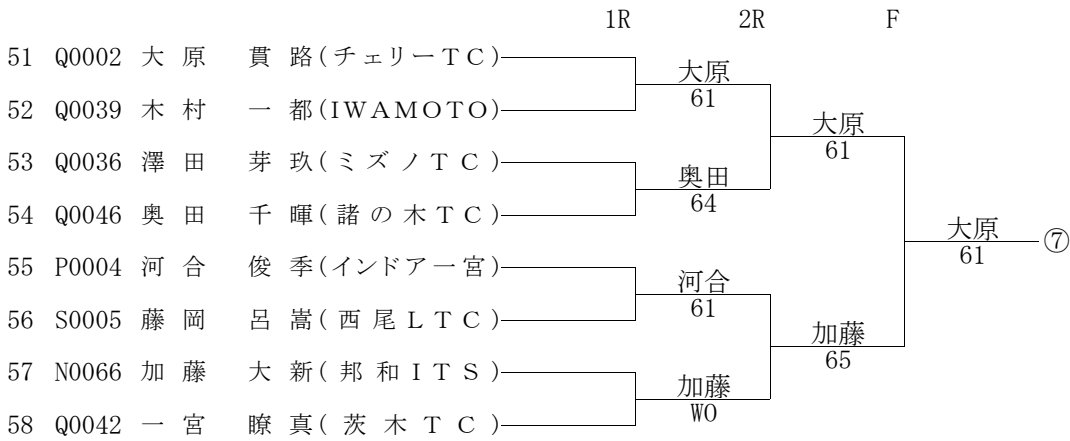 1R 2R F
51 Q0002 大原 貫路(チェリーTC)
大原
61
52 Q0039 木村 一都(IWAMOTO)
大原
61
53 Q0036 澤田 芽玖(ミズノTC)
奥田
64
54 Q0046 奥田 千暉(諸の木TC)
大原
61
⑦
55 P0004 河合 俊季(インドア一宮)
河合
61
56 S0005 藤岡 呂嵩(西尾LTC)
加藤
65
57 N0066 加藤 大新(邦和ITS)
加藤
WO
58 Q0042 一宮 瞭真(茨木TC)